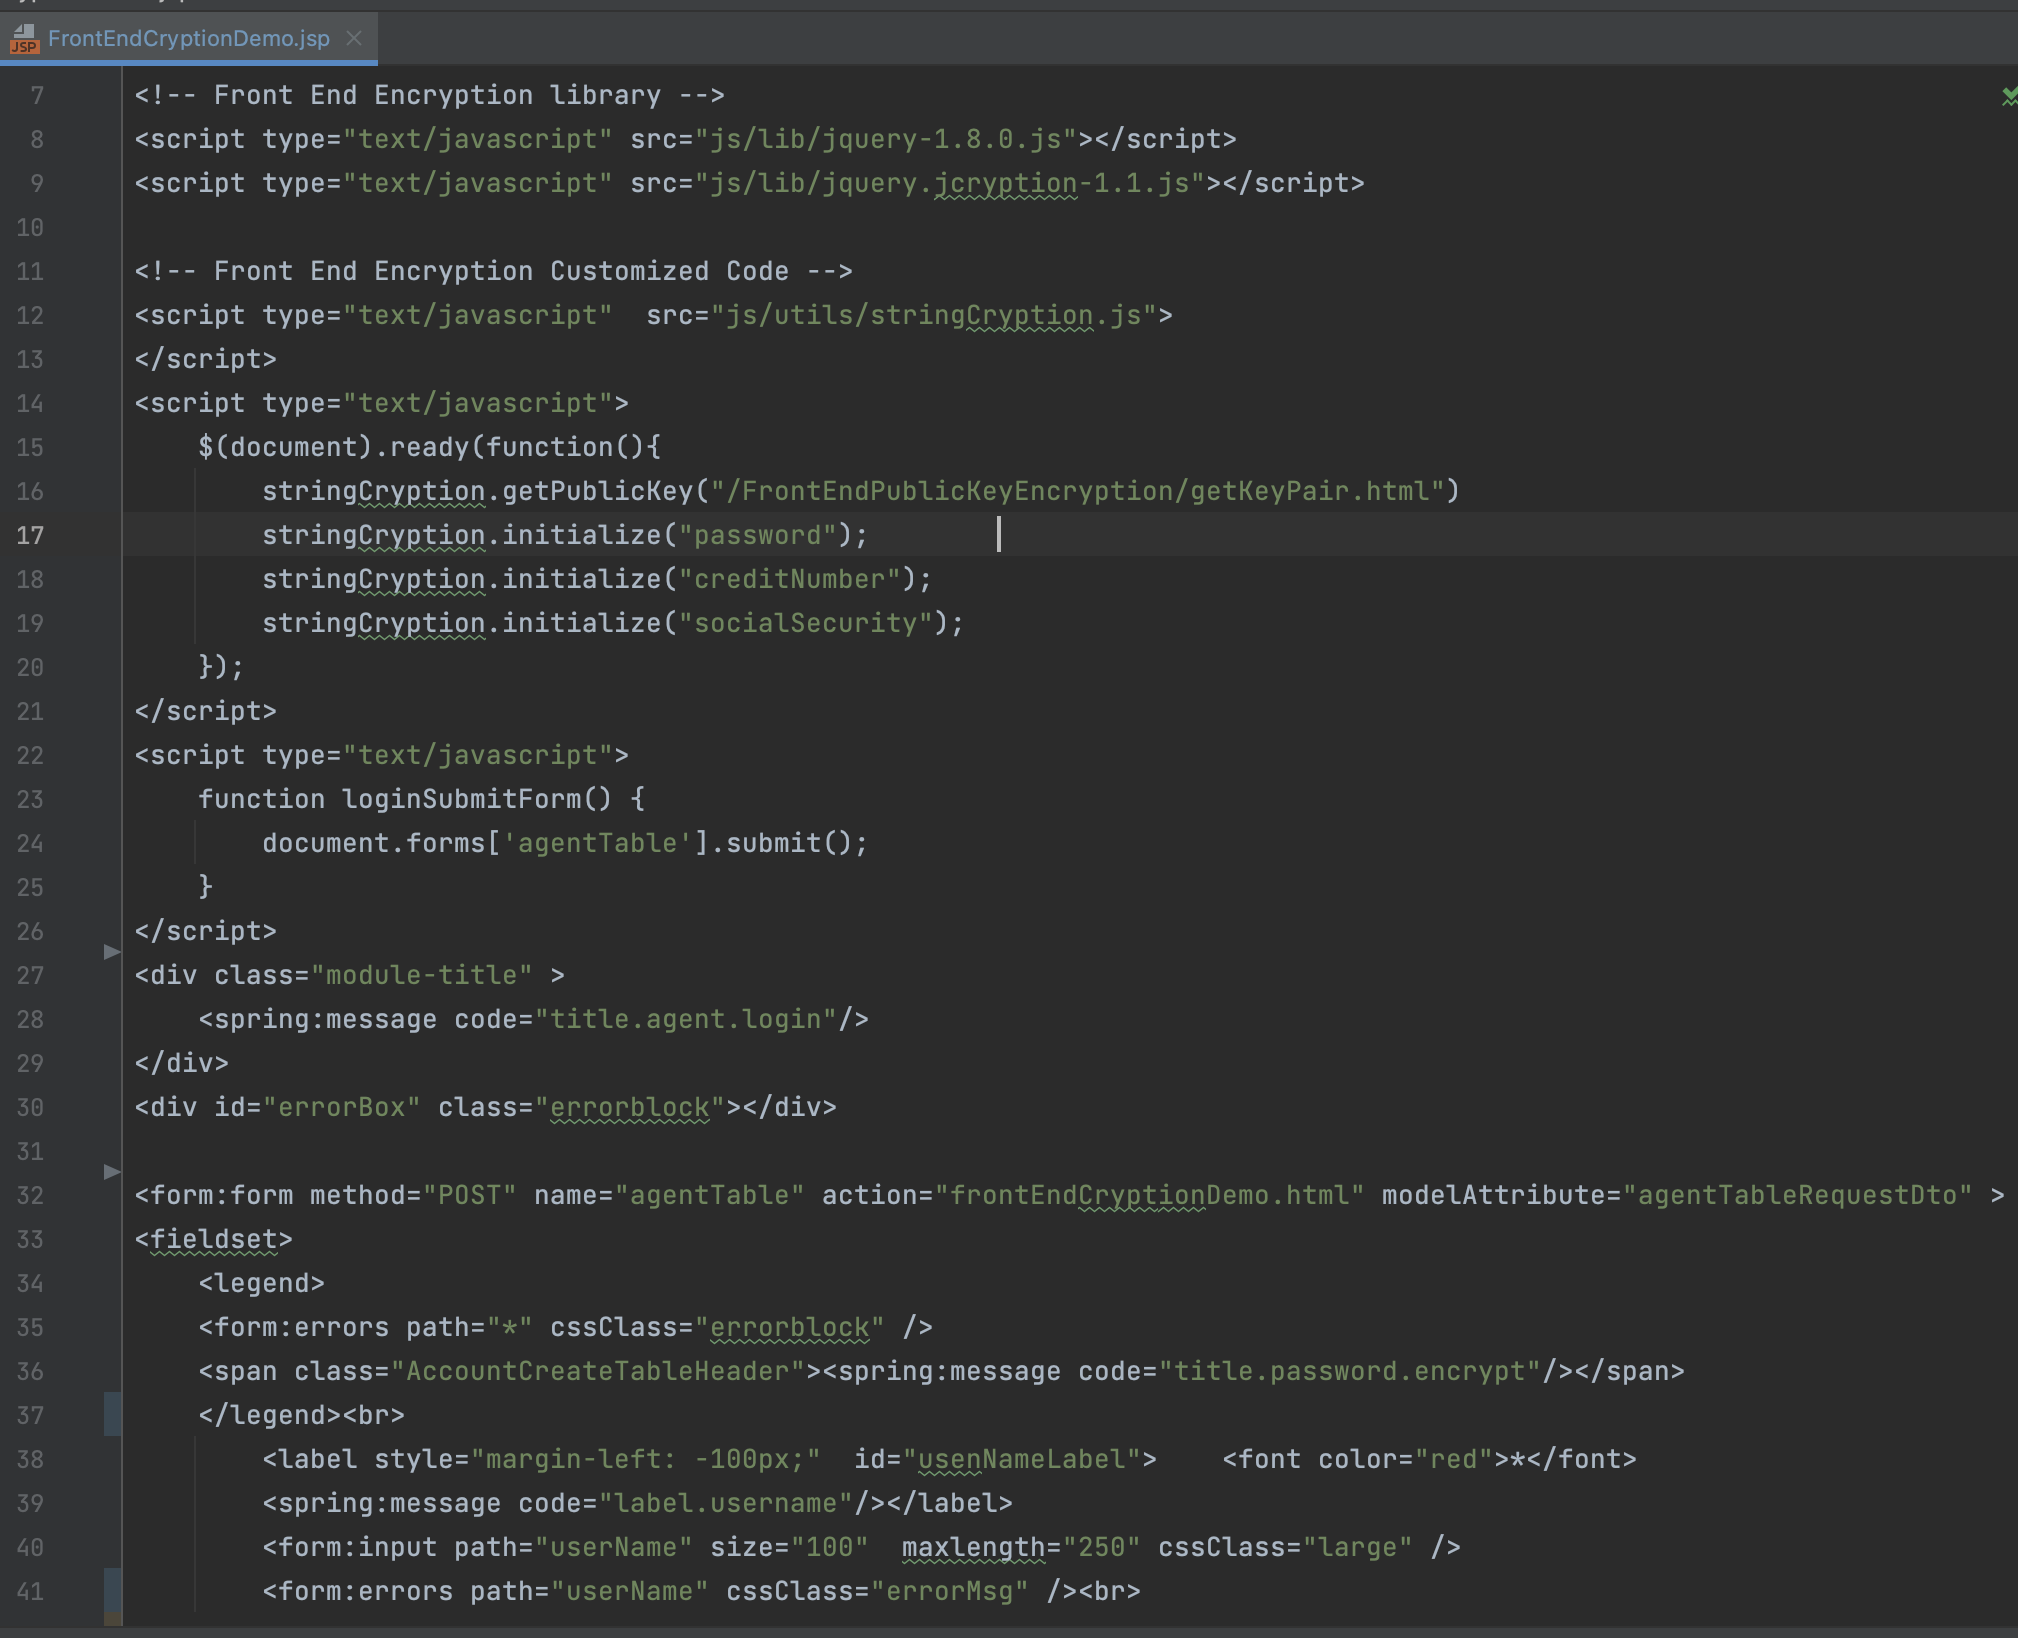 JSP FrontEndCryptionDemo.jsp
7 <!-- Front End Encryption library -->
8 <script type="text/javascript" src="js/lib/jquery-1.8.0.js"></script>
9 <script type="text/javascript" src="js/lib/jquery.jcryption-1.1.js"></script>
10
11 <!-- Front End Encryption Customized Code -->
12 <script type="text/javascript"  src="js/utils/stringCryption.js">
13 </script>
14 <script type="text/javascript">
15     $(document).ready(function(){
16         stringCryption.getPublicKey("/FrontEndPublicKeyEncryption/getKeyPair.html")
17         stringCryption.initialize("password");
18         stringCryption.initialize("creditNumber");
19         stringCryption.initialize("socialSecurity");
20     });
21 </script>
22 <script type="text/javascript">
23     function loginSubmitForm() {
24         document.forms['agentTable'].submit();
25     }
26 </script>
27 <div class="module-title" >
28     <spring:message code="title.agent.login"/>
29 </div>
30 <div id="errorBox" class="errorblock"></div>
31
32 <form:form method="POST" name="agentTable" action="frontEndCryptionDemo.html" modelAttribute="agentTableRequestDto" >
33 <fieldset>
34     <legend>
35     <form:errors path="*" cssClass="errorblock" />
36     <span class="AccountCreateTableHeader"><spring:message code="title.password.encrypt"/></span>
37     </legend><br>
38         <label style="margin-left: -100px;"  id="usenNameLabel">    <font color="red">*</font>
39         <spring:message code="label.username"/></label>
40         <form:input path="userName" size="100"  maxlength="250" cssClass="large" />
41         <form:errors path="userName" cssClass="errorMsg" /><br>